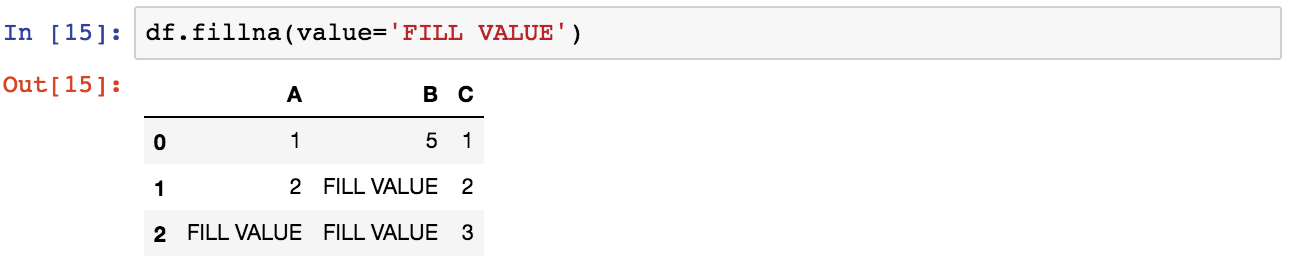 In [15]: df.fillna(value='FILL VALUE')
Out[15]:
A B C
0 1 5 1
1 2 FILL VALUE 2
2 FILL VALUE FILL VALUE 3